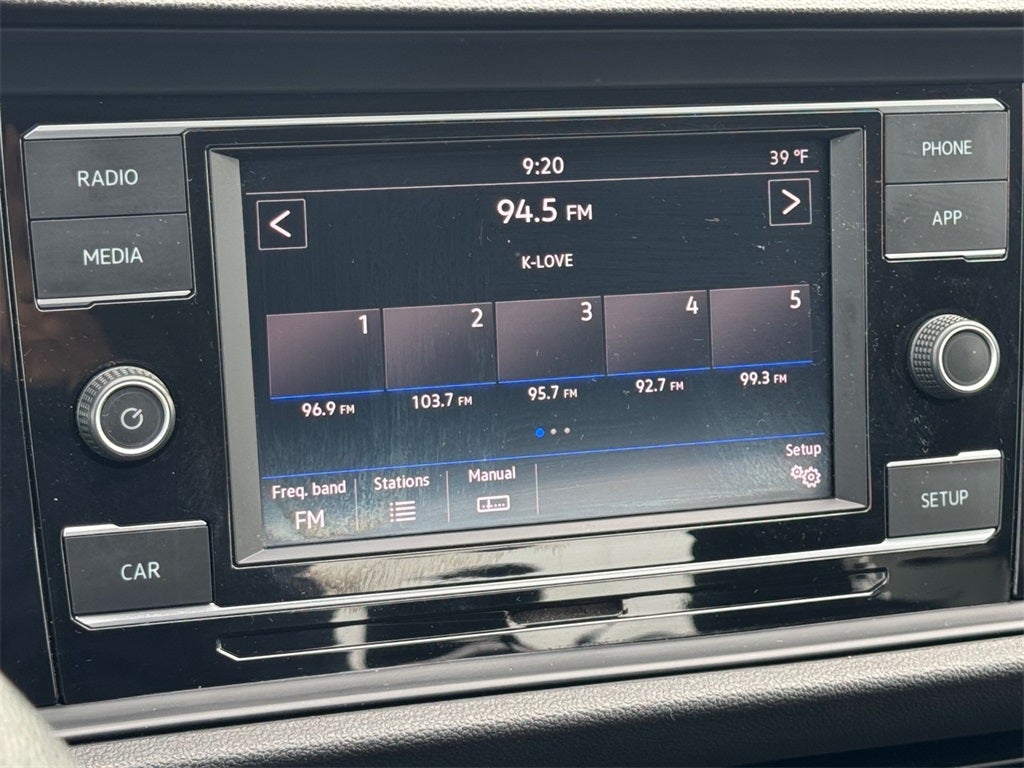 RADIO
MEDIA
PHONE
APP
9:20
39 °F
<
94.5 FM
>
K-LOVE
1
2
3
4
5
96.9 FM
103.7 FM
95.7 FM
92.7 FM
99.3 FM
Freq. band
FM
Stations
Manual
Setup
CAR
SETUP